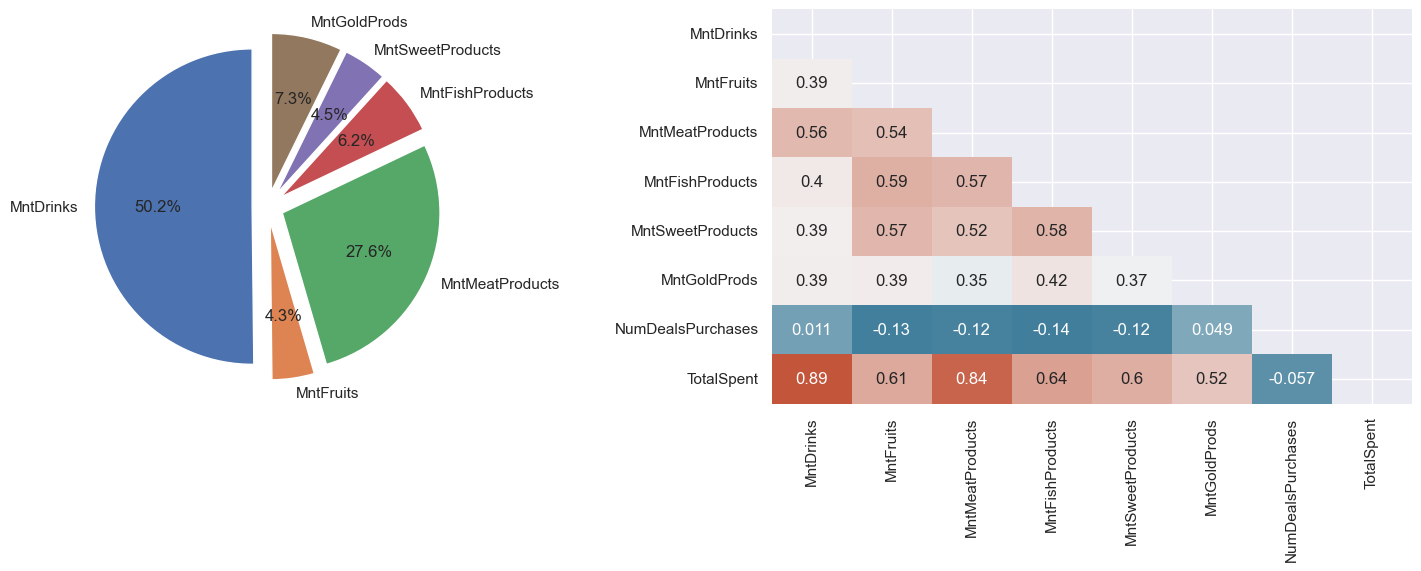 MntGoldProds
MntSweetProducts
MntFishProducts
7.3%
4.5%
6.2%
MntDrinks
50.2%
27.6%
MntMeatProducts
4.3%
MntFruits
MntDrinks
MntFruits 0.39
MntMeatProducts 0.56 0.54
MntFishProducts 0.4 0.59 0.57
MntSweetProducts 0.39 0.57 0.52 0.58
MntGoldProds 0.39 0.39 0.35 0.42 0.37
NumDealsPurchases 0.011 -0.13 -0.12 -0.14 -0.12 0.049
TotalSpent 0.89 0.61 0.84 0.64 0.6 0.52 -0.057
MntDrinks
MntFruits
MntMeatProducts
MntFishProducts
MntSweetProducts
MntGoldProds
NumDealsPurchases
TotalSpent